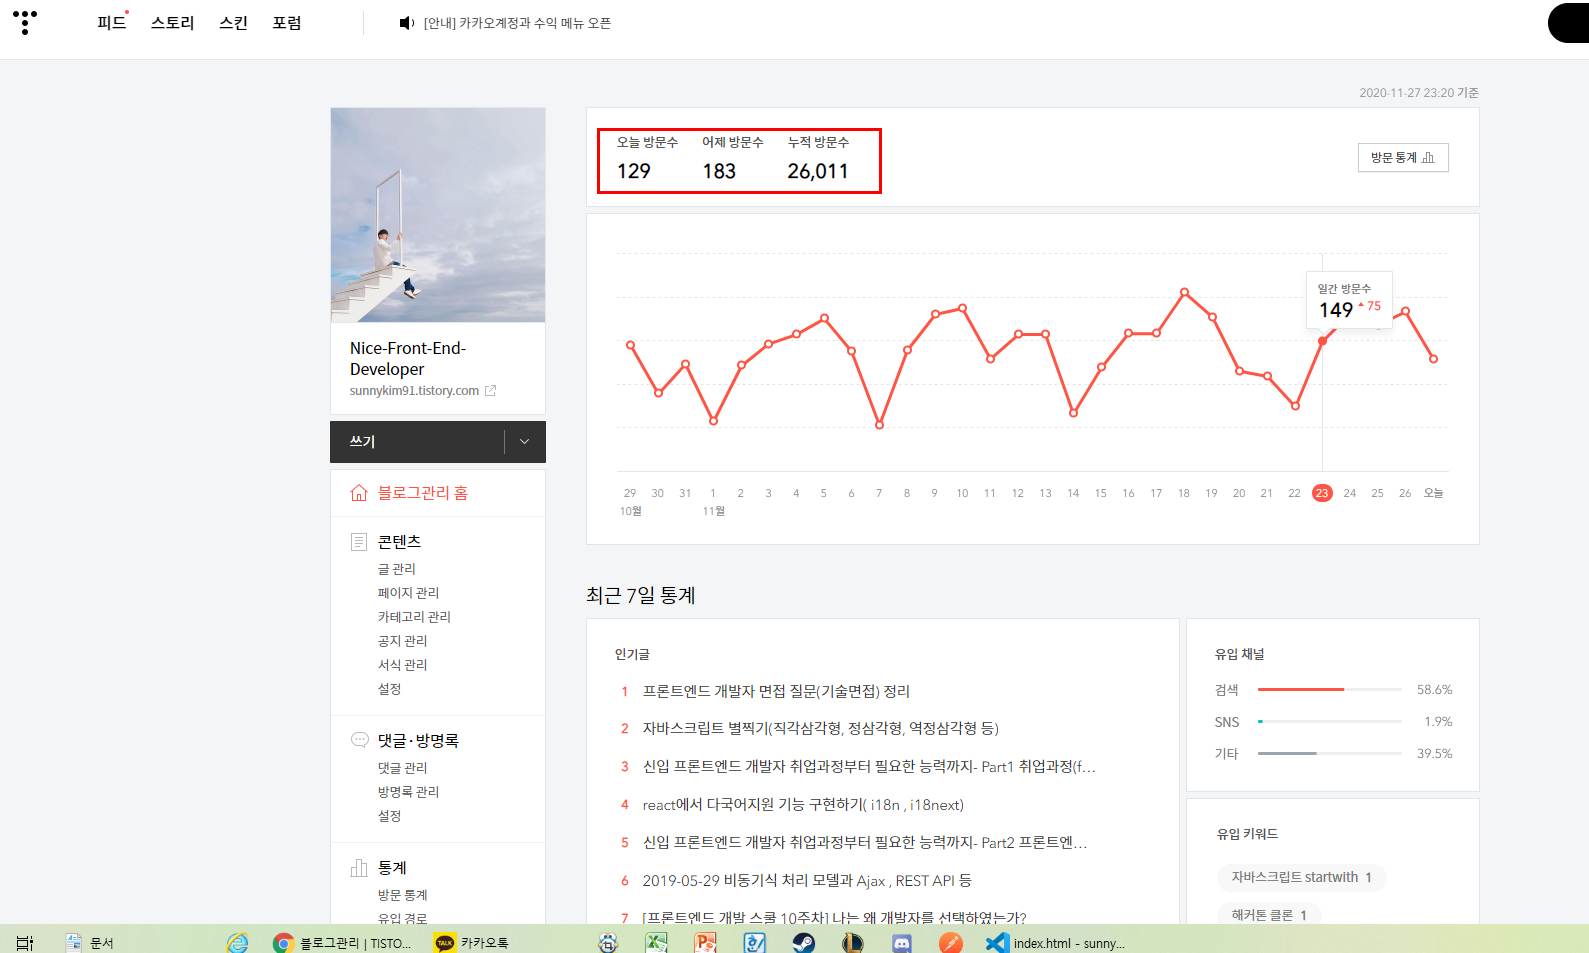 피드 스토리 스킨 포럼 [안내] 카카오계정과 수익 메뉴 오픈
2020-11-27 23:20 기준
오늘 방문수 어제 방문수 누적 방문수
129 183 26,011
방문 통계
일간 방문수
149 75
29 30 31 1 2 3 4 5 6 7 8 9 10 11 12 13 14 15 16 17 18 19 20 21 22 23 24 25 26 오늘
10월 11월
Nice-Front-End-
Developer
sunnykim91.tistory.com
쓰기
블로그관리 홈
콘텐츠
글 관리
페이지 관리
카테고리 관리
공지 관리
서식 관리
설정
댓글·방명록
댓글 관리
방명록 관리
설정
통계
방문 통계
유입 경로
최근 7일 통계
인기글
1 프론트엔드 개발자 면접 질문(기술면접) 정리
2 자바스크립트 별찍기(직각삼각형, 정삼각형, 역정삼각형 등)
3 신입 프론트엔드 개발자 취업과정부터 필요한 능력까지- Part1 취업과정(f...
4 react에서 다국어지원 기능 구현하기( i18n , i18next)
5 신입 프론트엔드 개발자 취업과정부터 필요한 능력까지- Part2 프론트엔...
6 2019-05-29 비동기식 처리 모델과 Ajax , REST API 등
7 [프론트엔드 개발 스쿨 10주차] 나는 왜 개발자를 선택하였는가?
유입 채널
검색 58.6%
SNS 1.9%
기타 39.5%
유입 키워드
자바스크립트 startwith 1
해커톤 클론 1
문서 블로그관리 | TISTO... TALK 카카오톡 index.html - sunny...